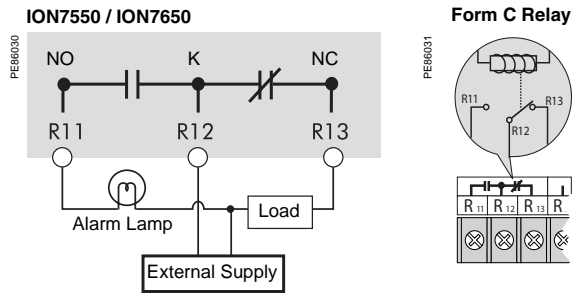 ION7550 / ION7650
PE86030
NO K NC
R11 R12 R13
Alarm Lamp
Load
External Supply
Form C Relay
PE86031
R11 R13
R12
R 11 R 12 R 13 R